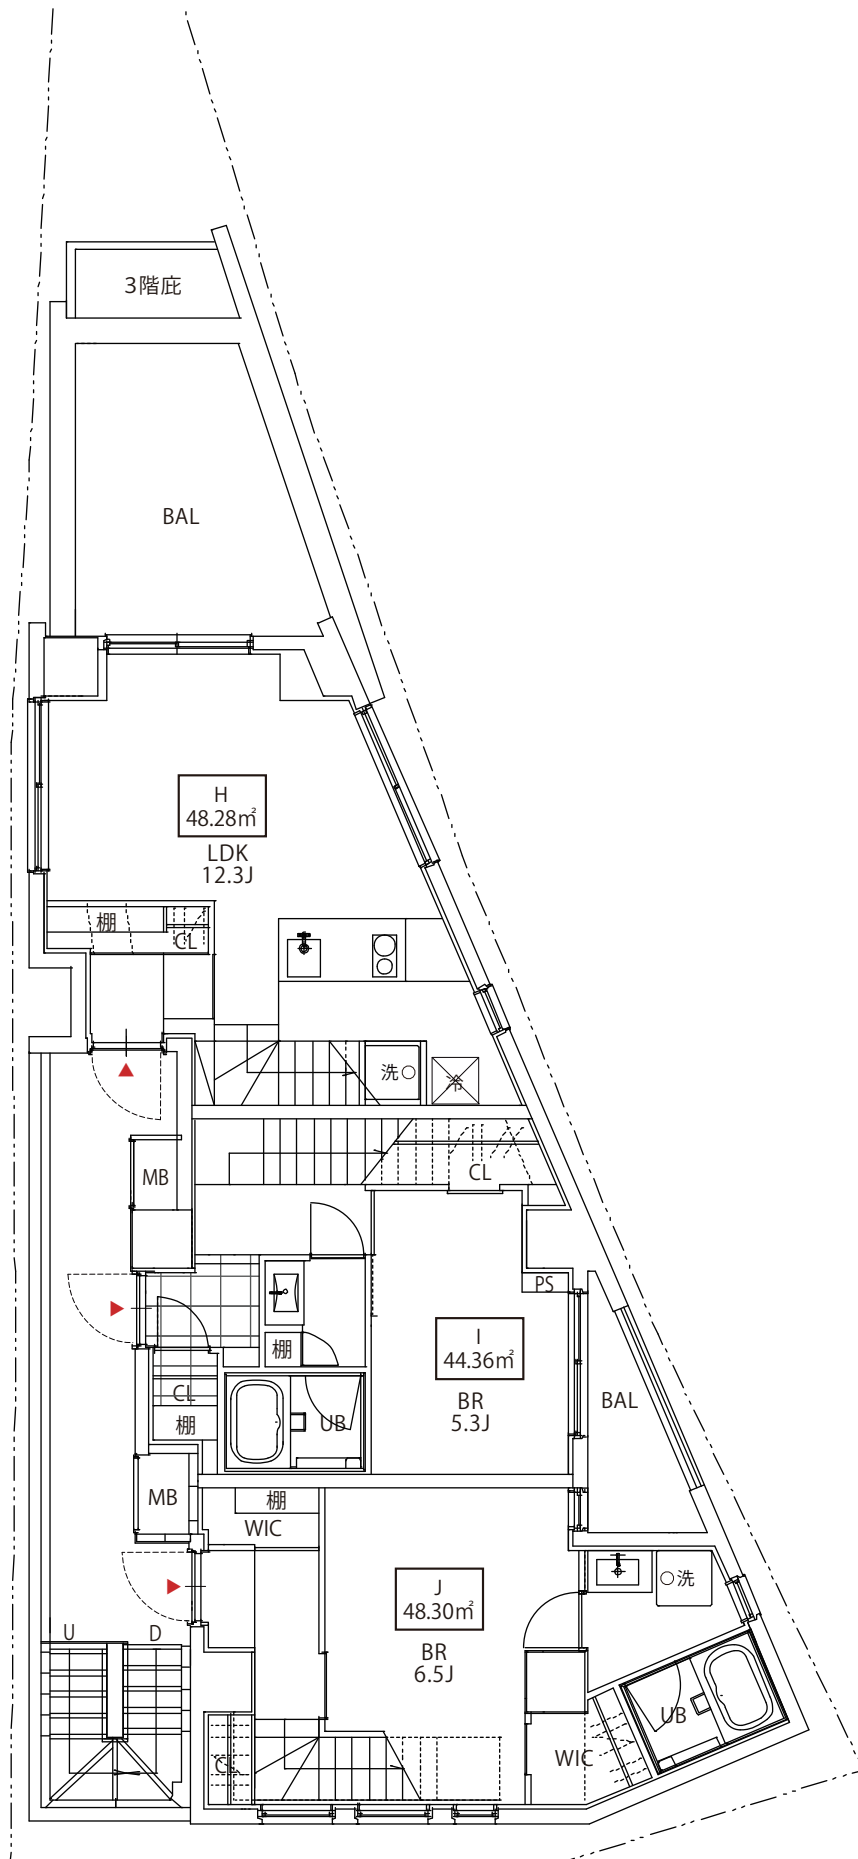 3階庇
BAL
H
48.28㎡
LDK
12.3J
棚
CL
洗
冷
MB
CL
PS
I
44.36㎡
BR
5.3J
棚
CL
棚
UB
BAL
MB
棚
WIC
J
48.30㎡
BR
6.5J
洗
U
D
UB
WIC
CL